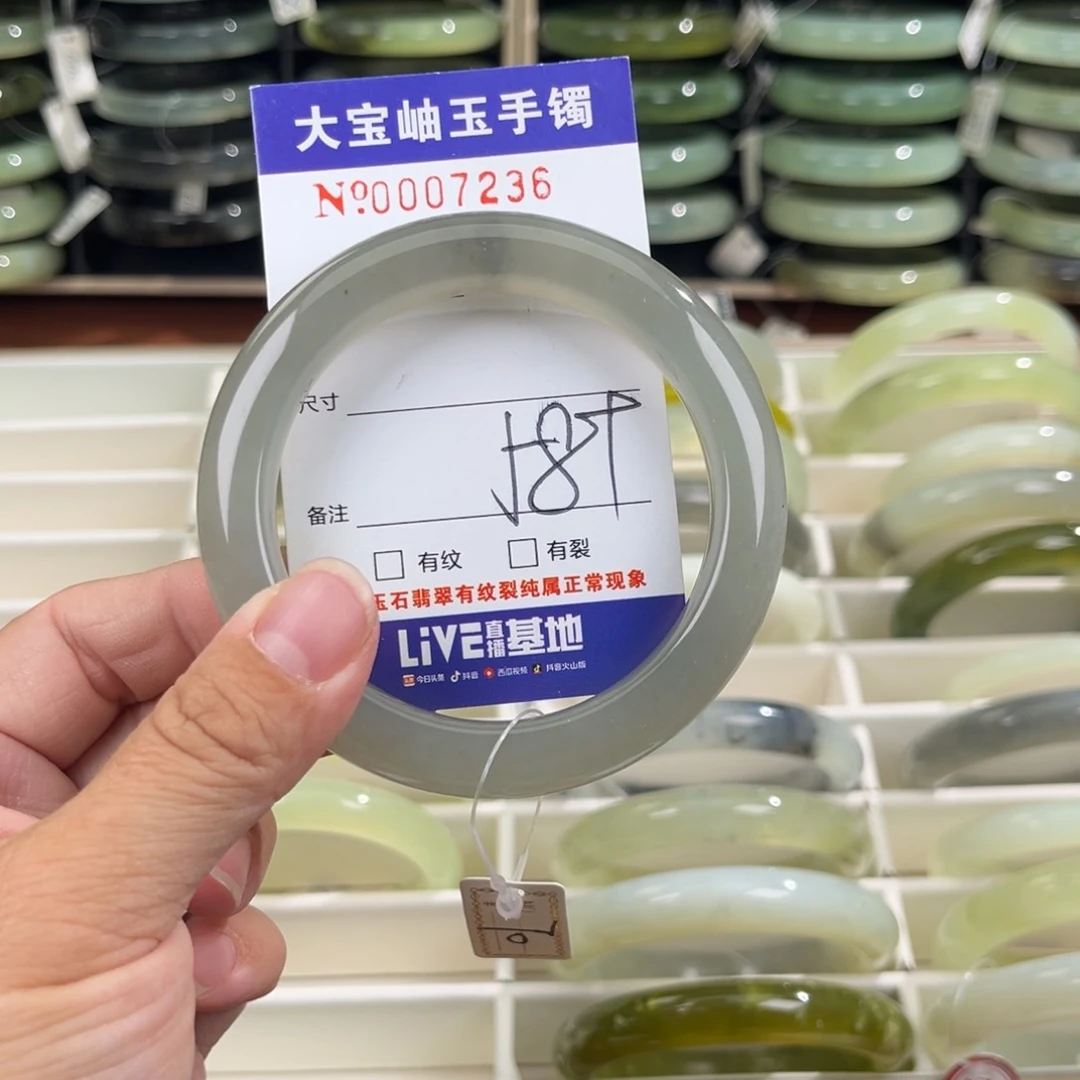 大宝岫玉手镯
Nº0007236
尺寸
备注
有纹 有裂
玉石翡翠有纹裂纯属正常现象
LiVE直播基地
今日头条 抖音 西瓜视频 抖音火山版